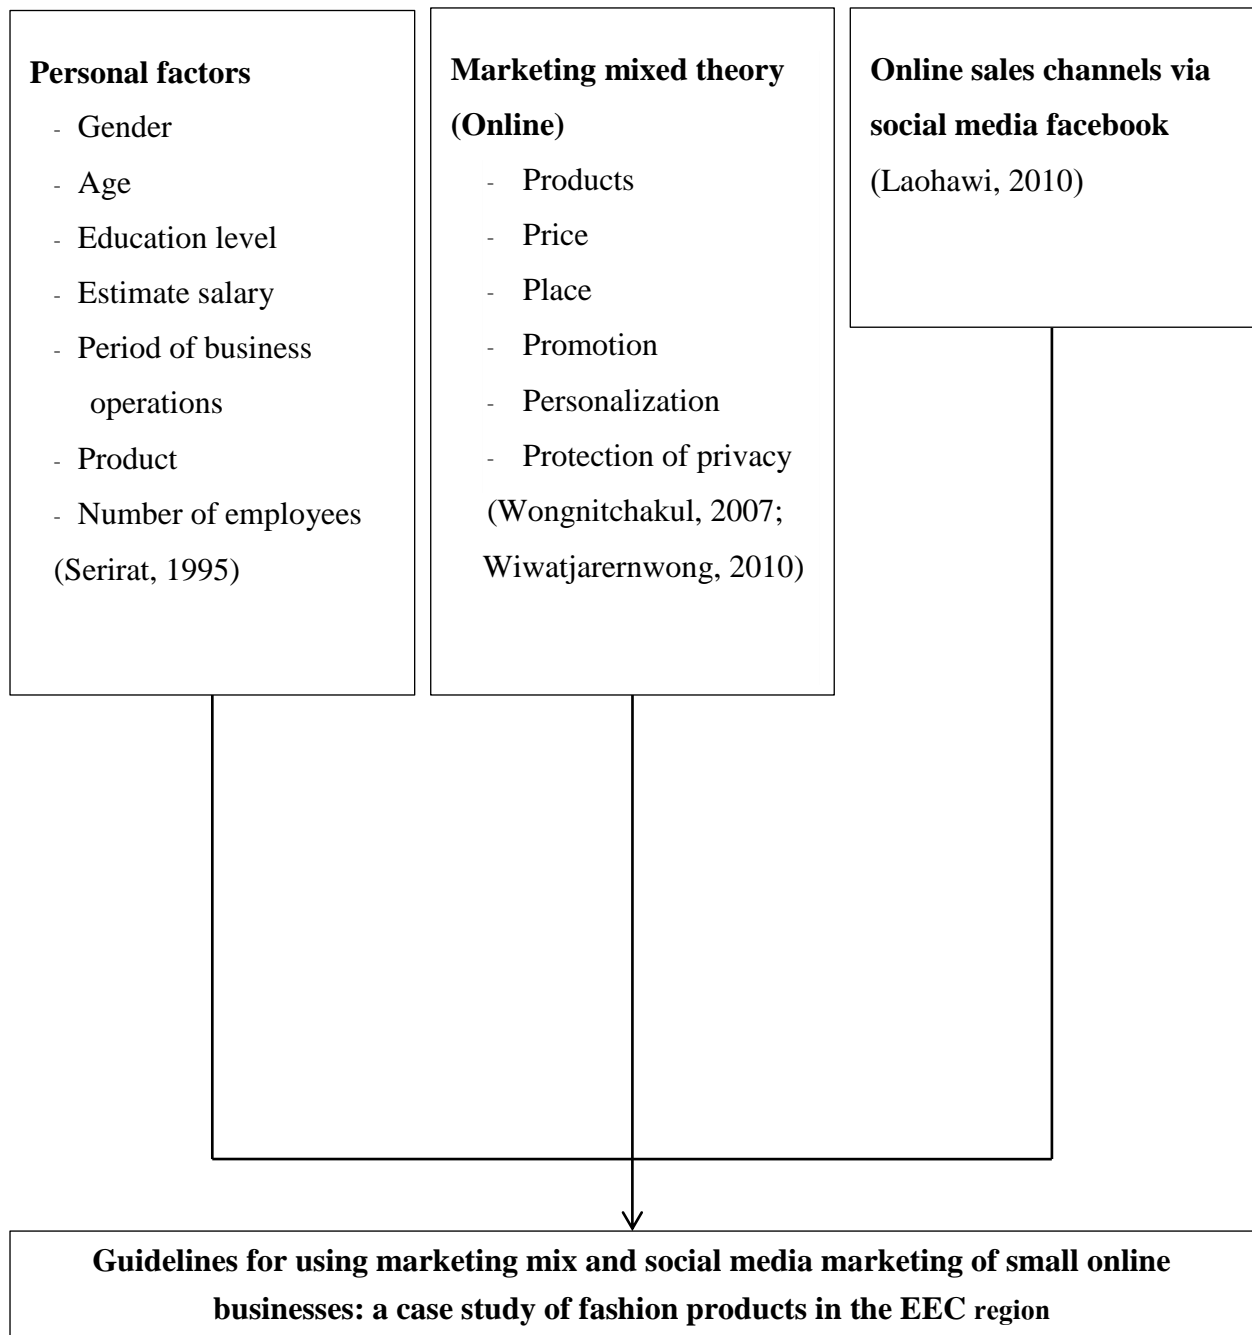 Personal factors
- Gender
- Age
- Education level
- Estimate salary
- Period of business
operations
- Product
- Number of employees
(Serirat, 1995)
Marketing mixed theory
(Online)
- Products
- Price
- Place
- Promotion
- Personalization
- Protection of privacy
(Wongnitchakul, 2007;
Wiwatjarernwong, 2010)
Online sales channels via
social media facebook
(Laohawi, 2010)
Guidelines for using marketing mix and social media marketing of small online
businesses: a case study of fashion products in the EEC region